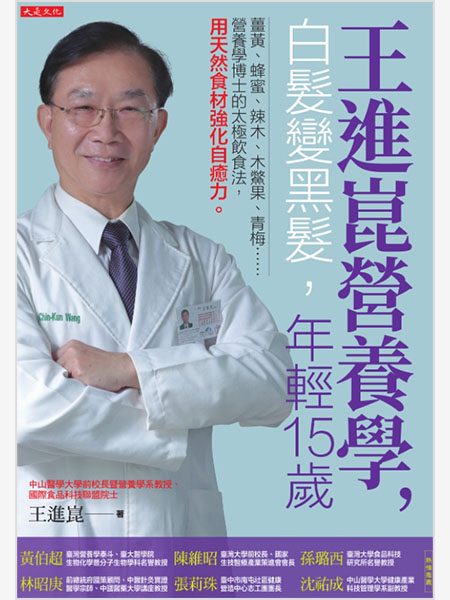 大是文化
王進崑營養學，
白髮變黑髮，年輕15歲
薑黃、蜂蜜、辣木、木鱉果、青梅……
營養學博士的太極飲食法，
用天然食材強化自癒力。
Chin-Kun Wang
中山醫學大學前校長暨營養學系教授、
國際食品科技聯盟院士
王進崑——著
黃伯超 臺灣營養學泰斗、臺大醫學院
生物化學暨分子生物學科名譽教授
陳維昭 臺灣大學前校長、國家
生技醫療產業策進會會長
孫璐西 臺灣大學食品科技
研究所名譽教授
林昭庚 前總統府國策顧問、中醫針灸博
醫學宗師、中國醫藥大學講座教授
張莉珠 臺中市南屯社區健康
營造中心志工團團長
沈祐成 中山醫學大學健康產業
科技管理學系前教授
熱情推薦